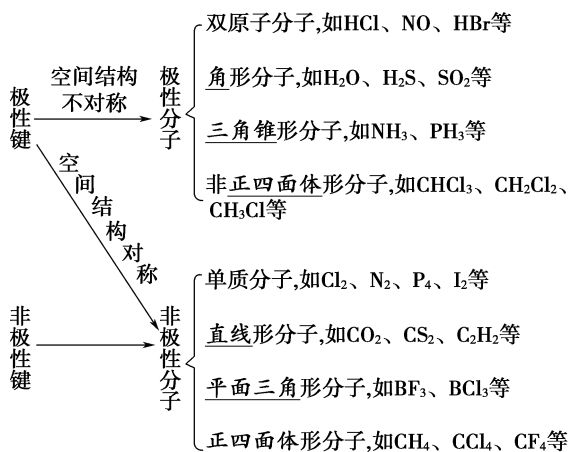 极性键
空间结构
不对称
极性分子
双原子分子,如HCl、NO、HBr等
角形分子,如H₂O、H₂S、SO₂等
三角锥形分子,如NH₃、PH₃等
非正四面体形分子,如CHCl₃、CH₂Cl₂、
CH₃Cl等
空间结构对称
非极性键
非极性分子
单质分子,如Cl₂、N₂、P₄、I₂等
直线形分子,如CO₂、CS₂、C₂H₂等
平面三角形分子,如BF₃、BCl₃等
正四面体形分子,如CH₄、CCl₄、CF₄等